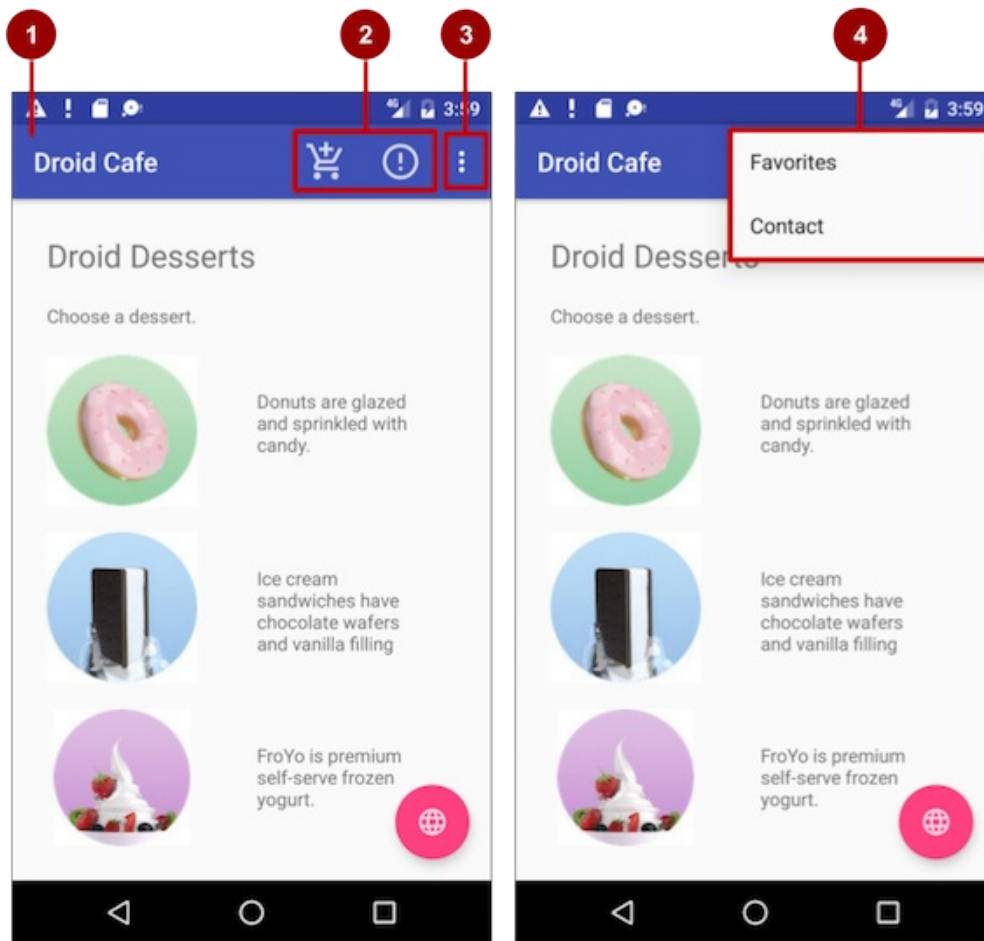 1
2
3
4
4G 3:59
Droid Cafe
Droid Desserts
Choose a dessert.
Donuts are glazed
and sprinkled with
candy.
Ice cream
sandwiches have
chocolate wafers
and vanilla filling
FroYo is premium
self-serve frozen
yogurt.
4G 3:59
Droid Cafe
Favorites
Contact
Droid Desserts
Choose a dessert.
Donuts are glazed
and sprinkled with
candy.
Ice cream
sandwiches have
chocolate wafers
and vanilla filling
FroYo is premium
self-serve frozen
yogurt.